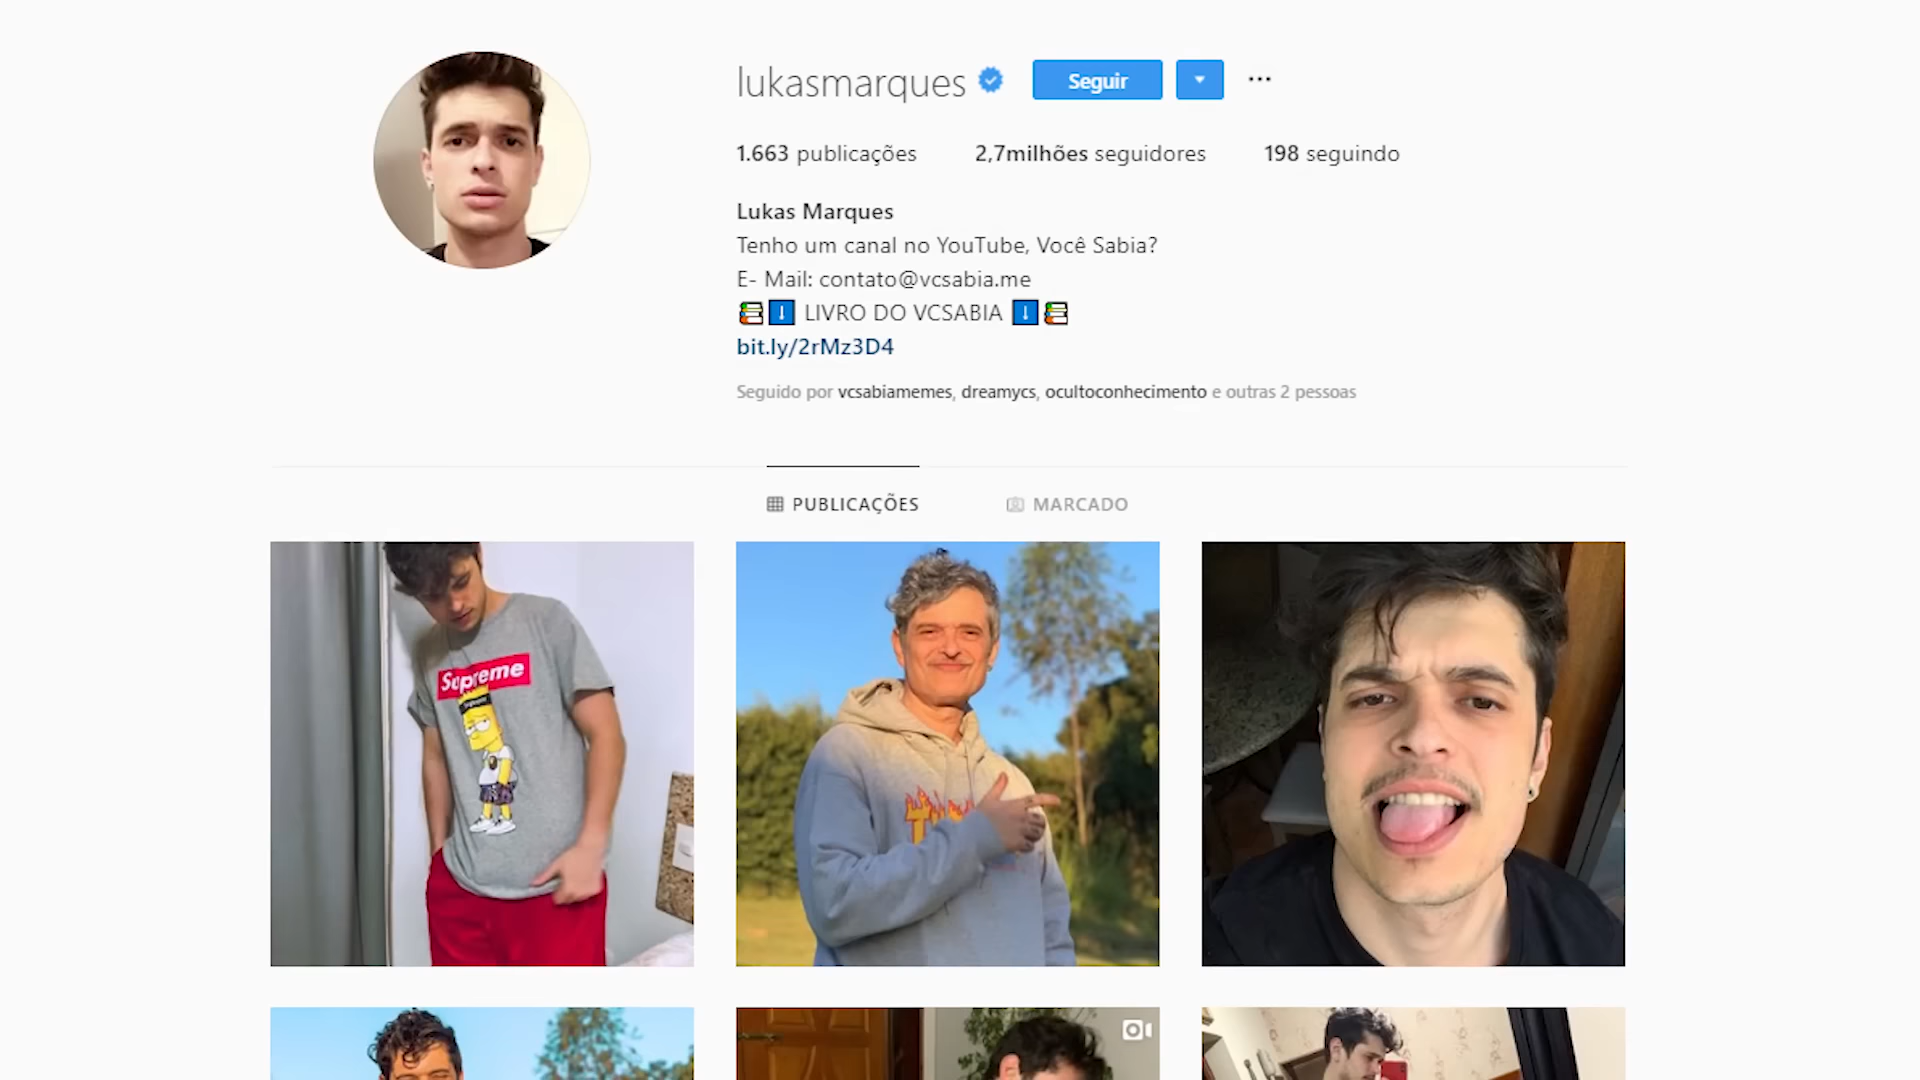 lukasmarques
Seguir
1.663 publicações 2,7milhões seguidores 198 seguindo
Lukas Marques
Tenho um canal no YouTube, Você Sabia?
E- Mail: contato@vcsabia.me
LIVRO DO VCSABIA
bit.ly/2rMz3D4
Seguido por vcsabiamemes, dreamycs, ocultoconhecimento e outras 2 pessoas
PUBLICAÇÕES MARCADO
Supreme